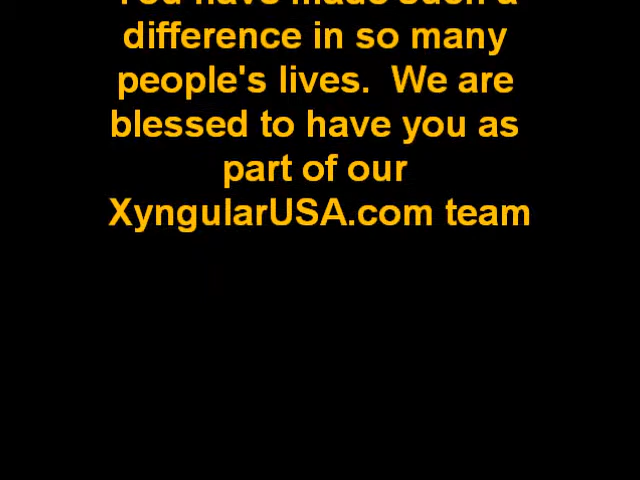 You have made such a
difference in so many
people's lives.  We are
blessed to have you as
part of our
XyngularUSA.com team